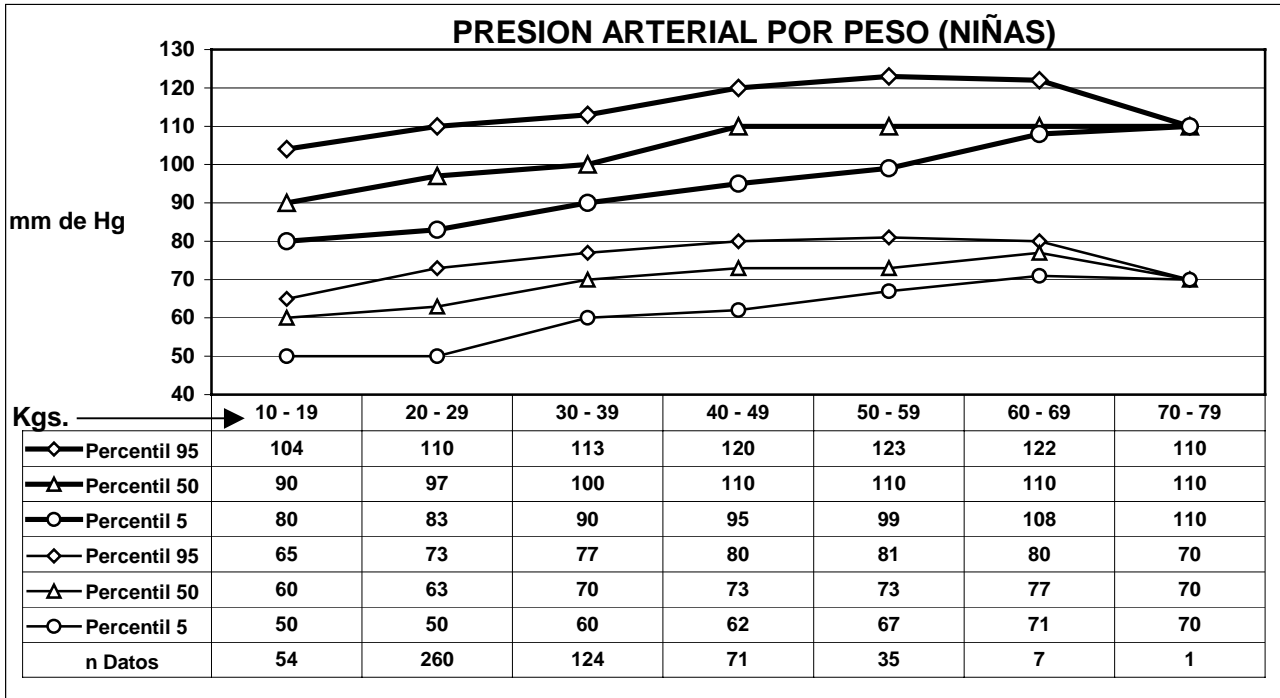 PRESION ARTERIAL POR PESO (NIÑAS)
130
120
110
100
90
80
70
60
50
40
mm de Hg
Kgs. 10 - 19 20 - 29 30 - 39 40 - 49 50 - 59 60 - 69 70 - 79
Percentil 95 104 110 113 120 123 122 110
Percentil 50 90 97 100 110 110 110 110
Percentil 5 80 83 90 95 99 108 110
Percentil 95 65 73 77 80 81 80 70
Percentil 50 60 63 70 73 73 77 70
Percentil 5 50 50 60 62 67 71 70
n Datos 54 260 124 71 35 7 1